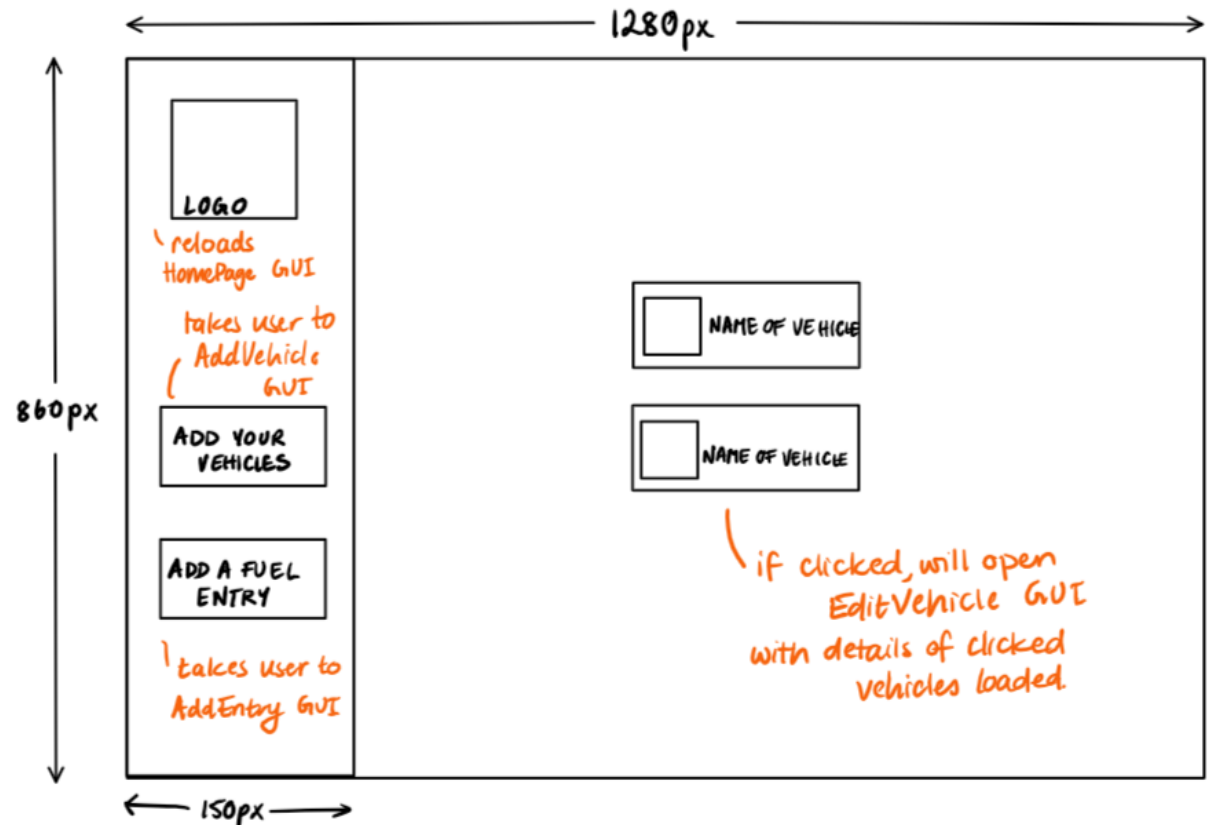 1280px
LOGO
reloads
HomePage GUI
takes user to
AddVehicle
GUI
860px
ADD YOUR
VEHICLES
ADD A FUEL
ENTRY
takes user to
AddEntry GUI
150px
NAME OF VEHICLE
NAME OF VEHICLE
if clicked, will open
EditVehicle GUI
with details of clicked
vehicles loaded.